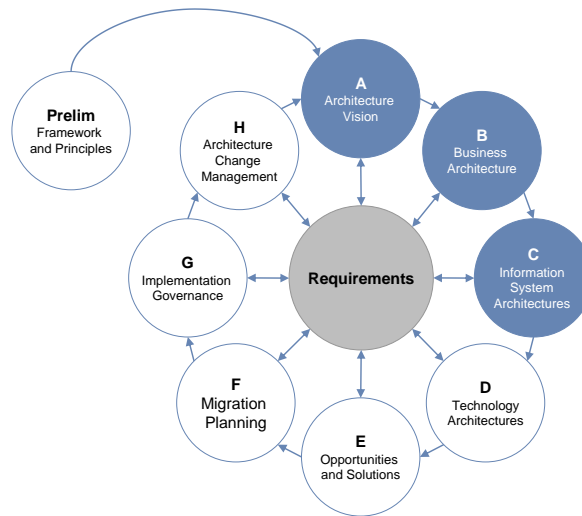 Prelim
Framework
and Principles
A
Architecture
Vision
B
Business
Architecture
C
Information
System
Architectures
D
Technology
Architectures
E
Opportunities
and Solutions
F
Migration
Planning
G
Implementation
Governance
H
Architecture
Change
Management
Requirements